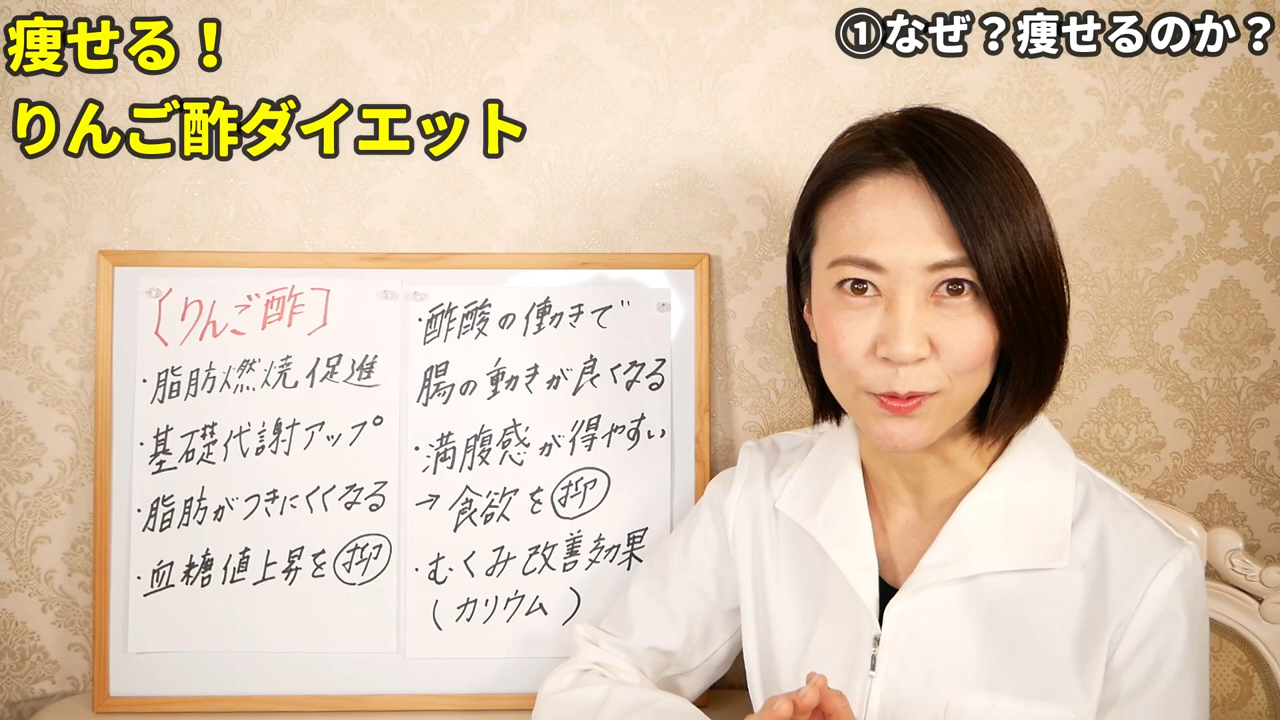 痩せる！
りんご酢ダイエット
①なぜ？痩せるのか？
〔りんご酢〕
・脂肪燃焼促進
・基礎代謝アップ
・脂肪がつきにくくなる
・血糖値上昇を抑
・酢酸の働きで
腸の動きが良くなる
・満腹感が得やすい
→食欲を抑
・むくみ改善効果
（カリウム）